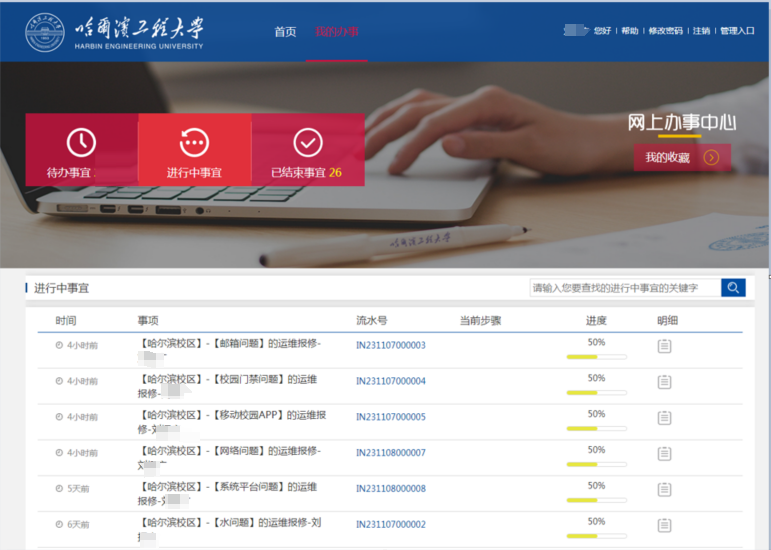 哈尔滨工程大学
HARBIN ENGINEERING UNIVERSITY
首页 我的办事
您好 | 帮助 | 修改密码 | 注销 | 管理入口
网上办事中心
我的收藏
待办事宜 进行中事宜 已结束事宜 26
哈尔滨工程大学
进行中事宜
请输入您要查找的进行中事宜的关键字
时间 事项 流水号 当前步骤 进度 明细
4小时前 【哈尔滨校区】-【邮箱问题】的运维报修- IN231107000003 50%
4小时前 【哈尔滨校区】-【校园门禁问题】的运维 IN231107000004 50%
报修-
4小时前 【哈尔滨校区】-【移动校园APP】的运维报 IN231107000005 50%
修-刘
4小时前 【哈尔滨校区】-【网络问题】的运维报修- IN231108000007 50%
刘
5天前 【哈尔滨校区】-【系统平台问题】的运维 IN231108000008 50%
报修-刘
6天前 【哈尔滨校区】-【水问题】的运维报修-刘 IN231107000002 50%